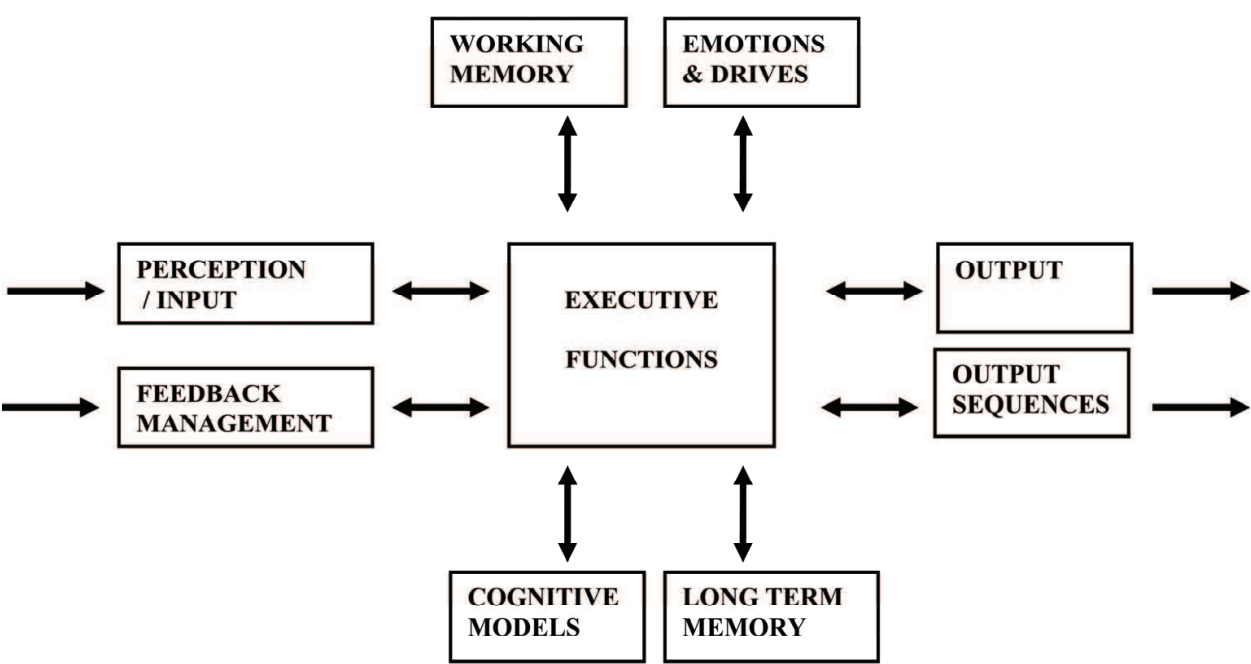 WORKING
MEMORY
EMOTIONS
& DRIVES
PERCEPTION
/ INPUT
EXECUTIVE
FUNCTIONS
OUTPUT
FEEDBACK
MANAGEMENT
OUTPUT
SEQUENCES
COGNITIVE
MODELS
LONG TERM
MEMORY